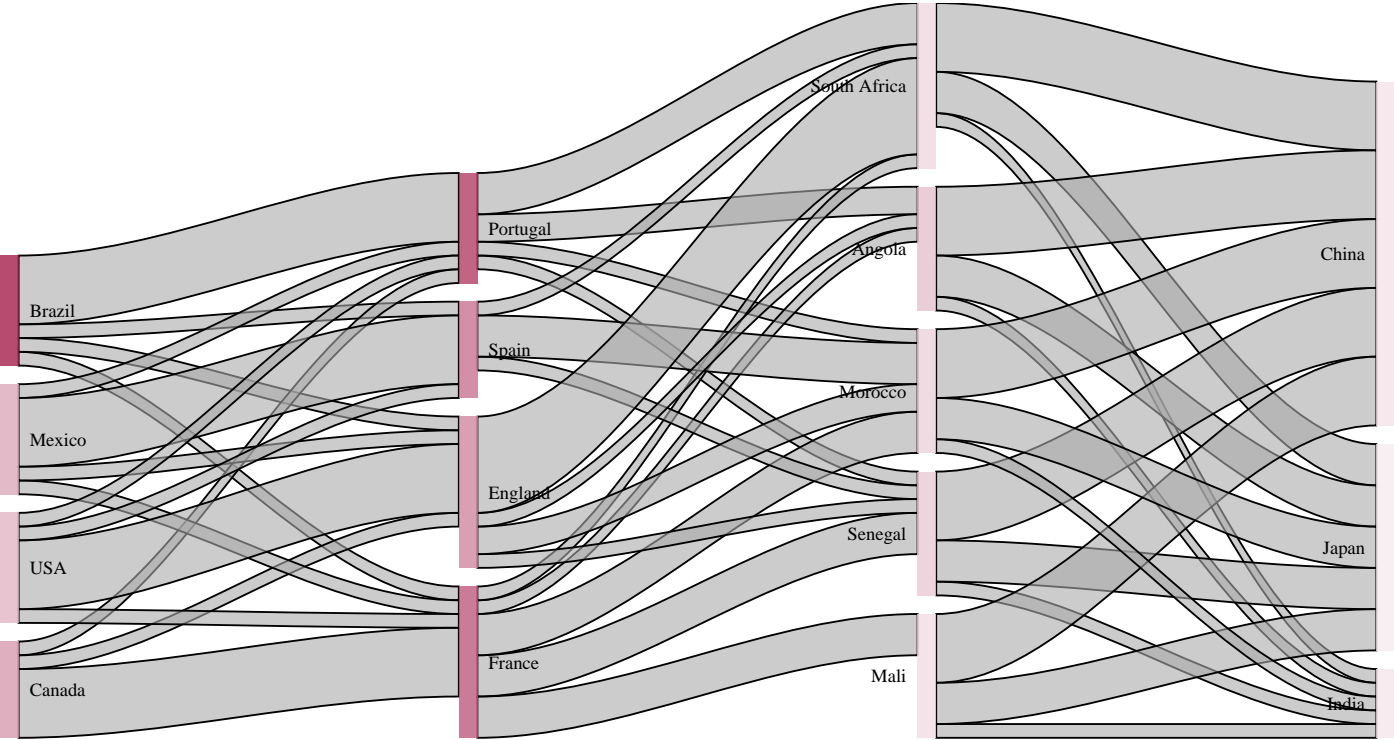 Brazil
Mexico
USA
Canada
Portugal
Spain
England
France
South Africa
Angola
Morocco
Senegal
Mali
China
Japan
India